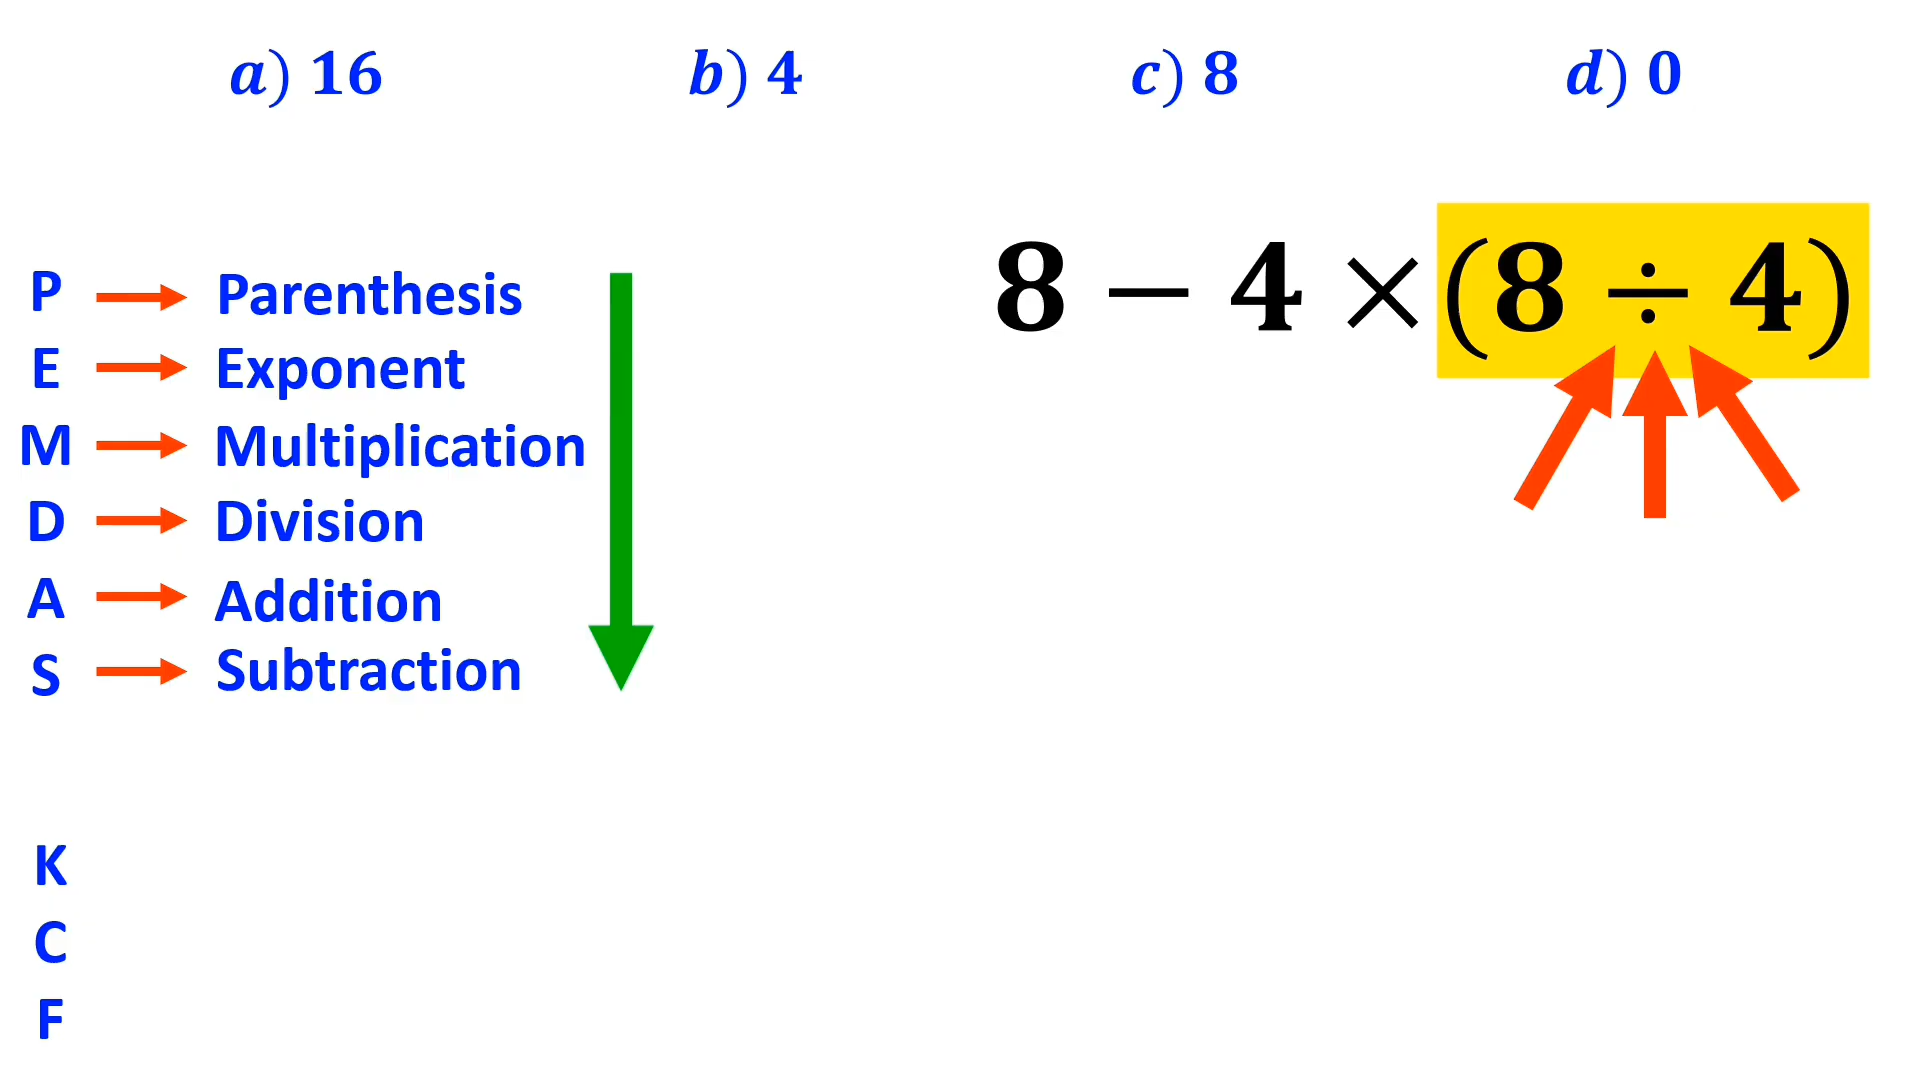 a) 16 b) 4 c) 8 d) 0
8 − 4 × (8 ÷ 4)
P Parenthesis
E Exponent
M Multiplication
D Division
A Addition
S Subtraction
K
C
F